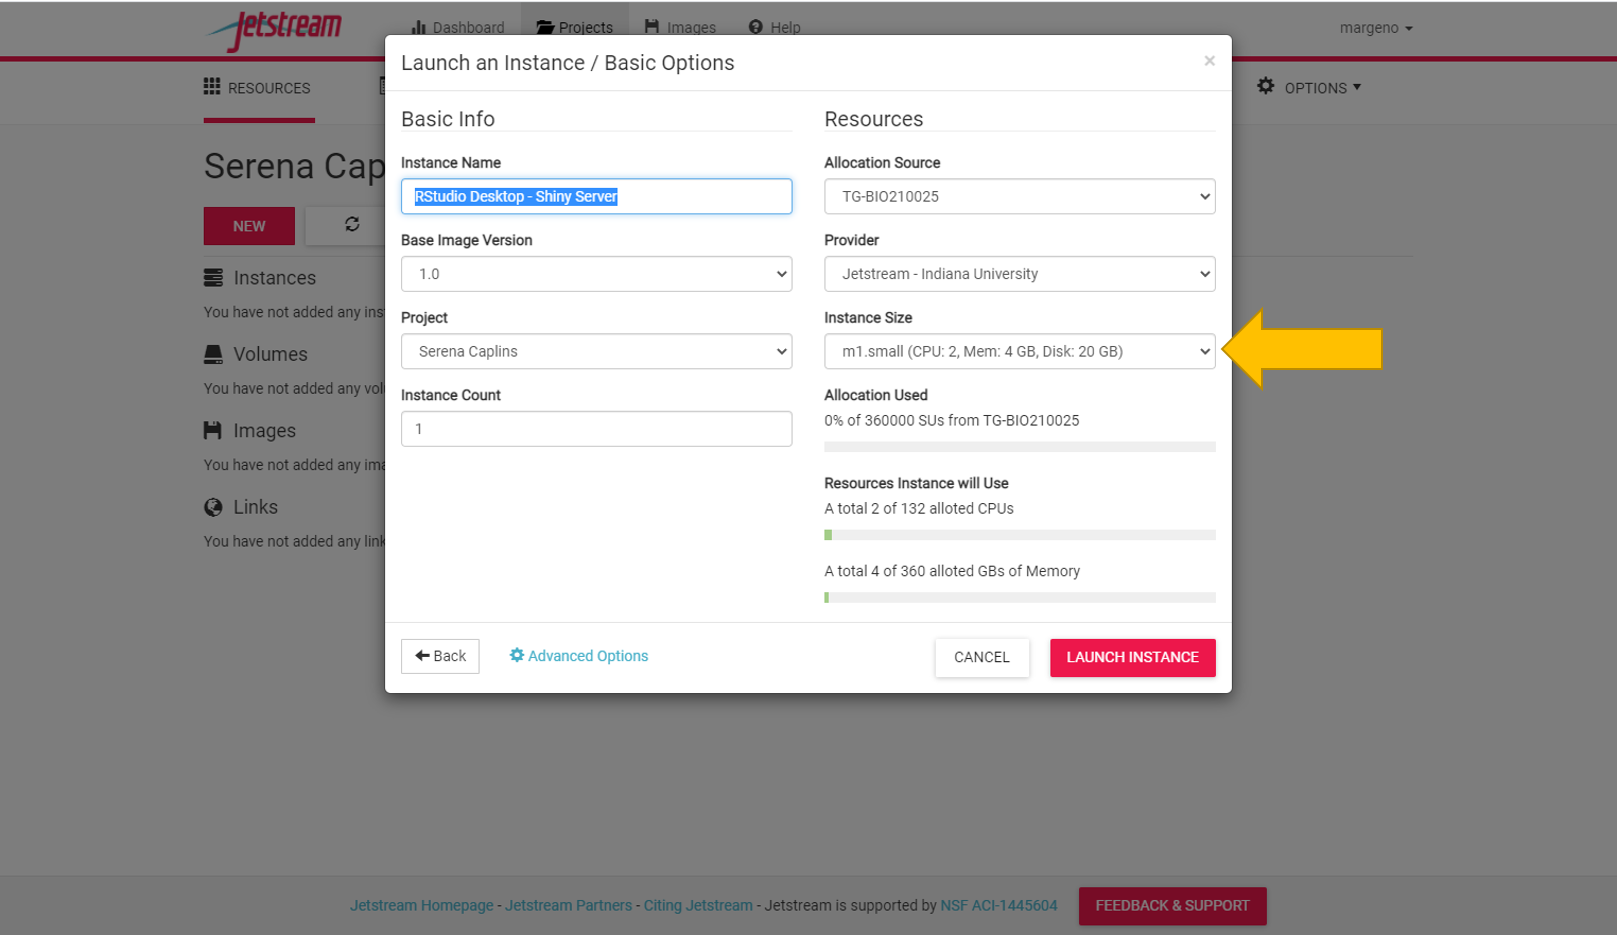 Jetstream
Dashboard
Projects
Images
Help
margeno
Launch an Instance / Basic Options
×
RESOURCES
OPTIONS
Serena Cap
NEW
Instances
You have not added any ins
Volumes
You have not added any vol
Images
You have not added any ima
Links
You have not added any link
Basic Info
Instance Name
RStudio Desktop - Shiny Server
Base Image Version
1.0
Project
Serena Caplins
Instance Count
1
Resources
Allocation Source
TG-BIO210025
Provider
Jetstream - Indiana University
Instance Size
m1.small (CPU: 2, Mem: 4 GB, Disk: 20 GB)
Allocation Used
0% of 360000 SUs from TG-BIO210025
Resources Instance will Use
A total 2 of 132 alloted CPUs
A total 4 of 360 alloted GBs of Memory
Back
Advanced Options
CANCEL
LAUNCH INSTANCE
Jetstream Homepage - Jetstream Partners - Citing Jetstream - Jetstream is supported by NSF ACI-1445604
FEEDBACK & SUPPORT